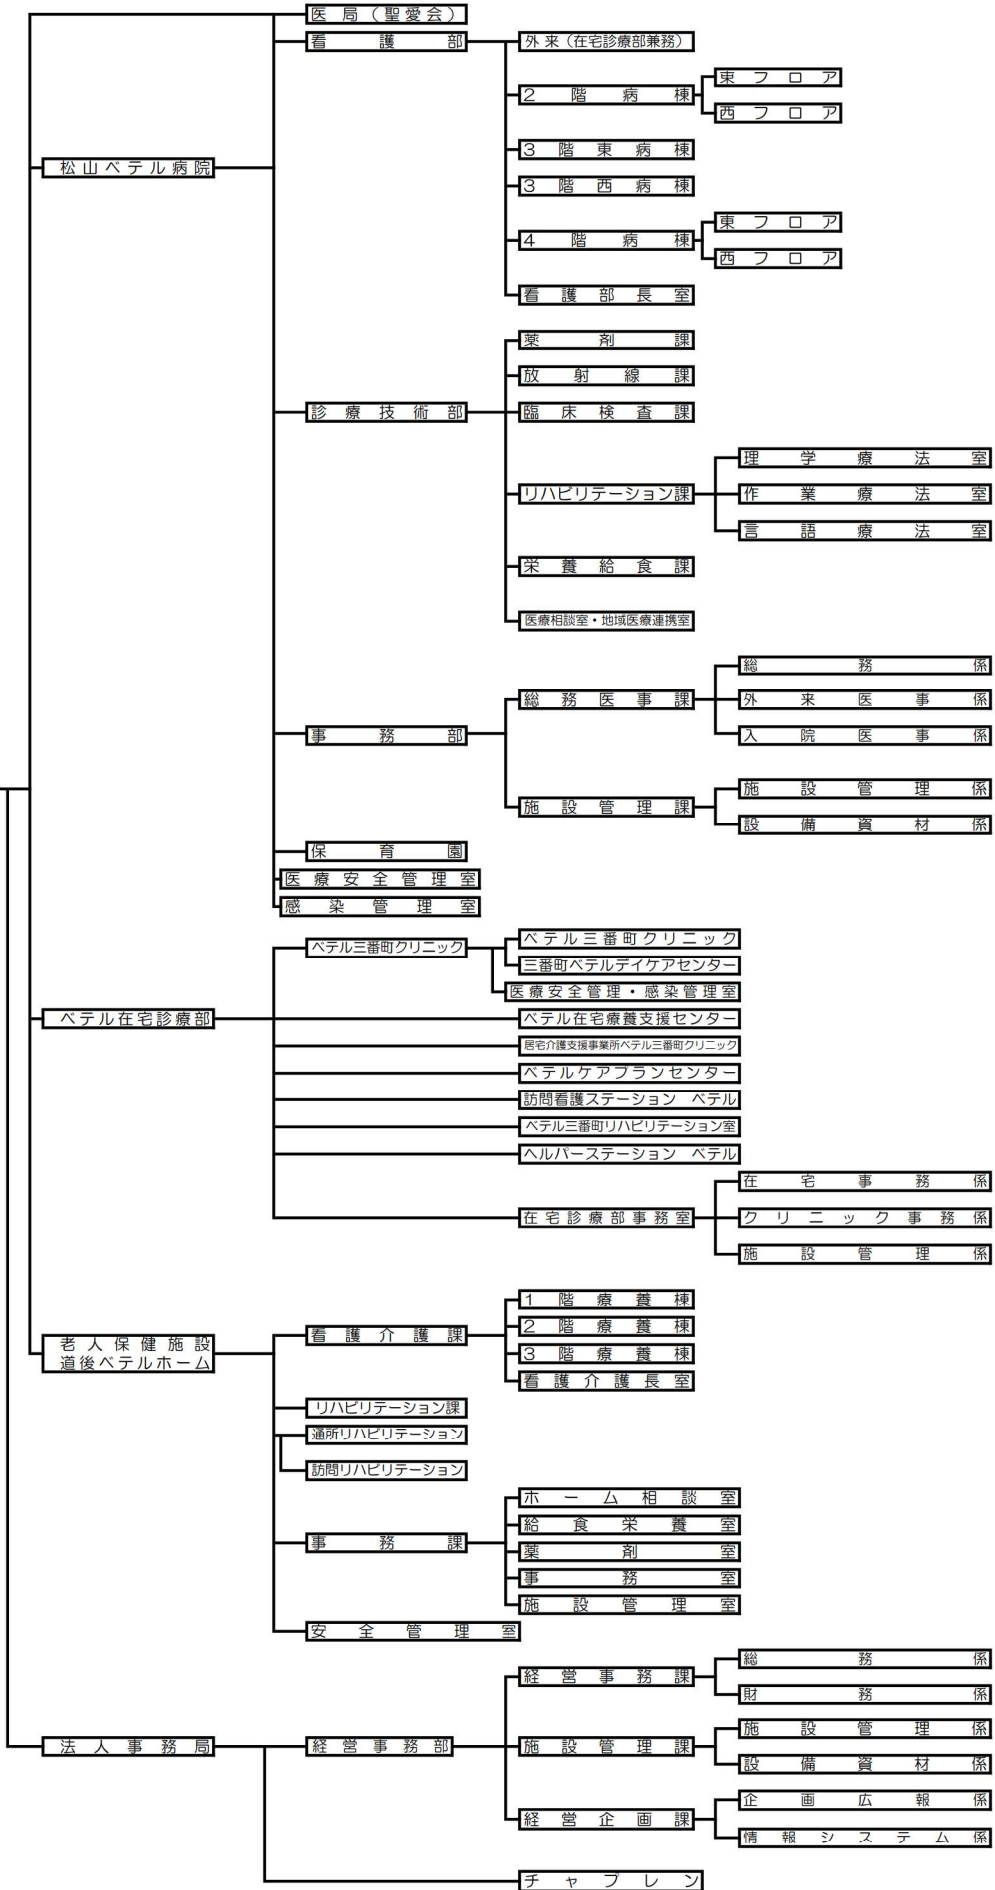 医局（聖愛会）
看護部
外来（在宅診療部兼務）
2階病棟
東フロア
西フロア
松山ベテル病院
3階東病棟
3階西病棟
4階病棟
東フロア
西フロア
看護部長室
診療技術部
薬剤課
放射線課
臨床検査課
リハビリテーション課
理学療法室
作業療法室
言語療法室
栄養給食課
医療相談室・地域医療連携室
事務部
総務医事課
総務係
外来医事係
入院医事係
施設管理課
施設管理係
設備資材係
保育園
医療安全管理室
感染管理室
ベテル在宅診療部
ベテル三番町クリニック
ベテル三番町クリニック
三番町ベテルデイケアセンター
医療安全管理・感染管理室
ベテル在宅療養支援センター
居宅介護支援事業所ベテル三番町クリニック
ベテルケアプランセンター
訪問看護ステーション　ベテル
ベテル三番町リハビリテーション室
ヘルパーステーション　ベテル
在宅診療部事務室
在宅事務係
クリニック事務係
施設管理係
老人保健施設
道後ベテルホーム
看護介護課
1階療養棟
2階療養棟
3階療養棟
看護介護長室
リハビリテーション課
通所リハビリテーション
訪問リハビリテーション
事務課
ホーム相談室
給食栄養室
薬剤室
事務室
施設管理室
安全管理室
法人事務局
経営事務部
経営事務課
総務係
財務係
施設管理課
施設管理係
設備資材係
経営企画課
企画広報係
情報システム係
チャプレン